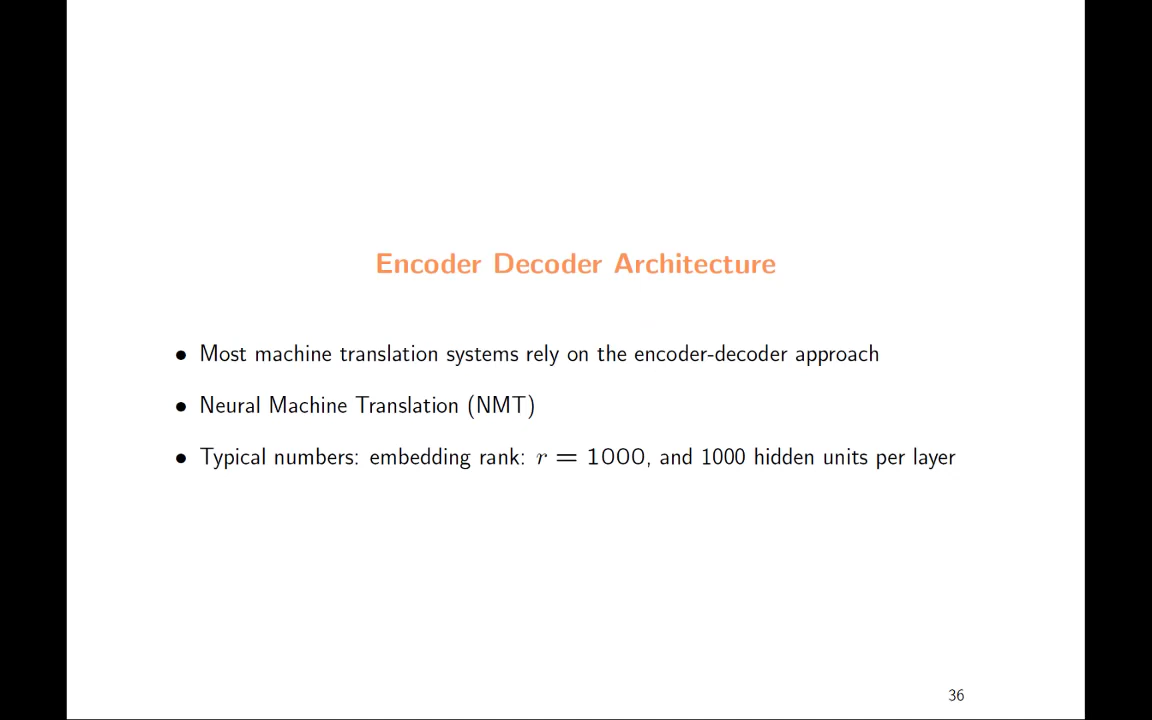 Encoder Decoder Architecture
• Most machine translation systems rely on the encoder-decoder approach
• Neural Machine Translation (NMT)
• Typical numbers: embedding rank: r = 1000, and 1000 hidden units per layer
36